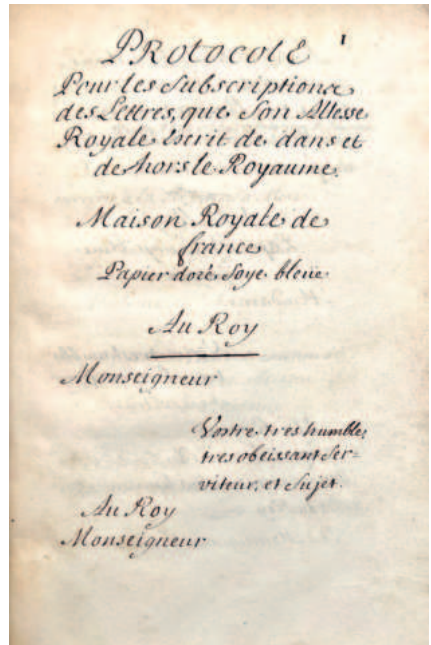 PRotocole 1
Pour les Subscriptions
des Lettres, que Son Altesse
Royale escrit de dans et
de hors le Royaume.
Maison Royale de
france
Papier doré Soye bleüe
Au Roy
Monseigneur
Vostre tres humble,
tres obeissant Ser-
viteur, et Sujet.
Au Roy
Monseigneur